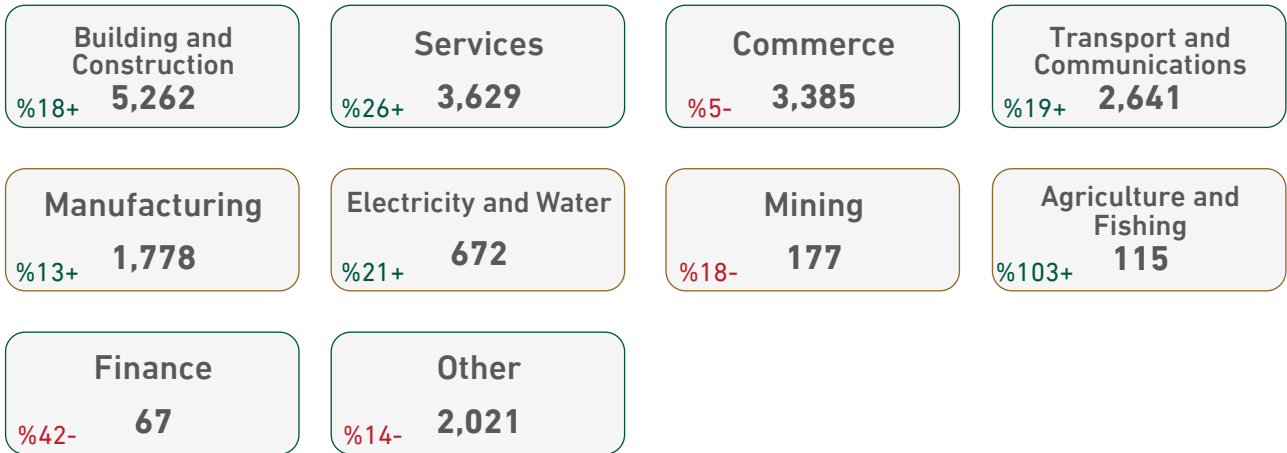 Building and
Construction
%18+ 5,262
Services
%26+ 3,629
Commerce
%5- 3,385
Transport and
Communications
%19+ 2,641
Manufacturing
%13+ 1,778
Electricity and Water
%21+ 672
Mining
%18- 177
Agriculture and
Fishing
%103+ 115
Finance
%42- 67
Other
%14- 2,021